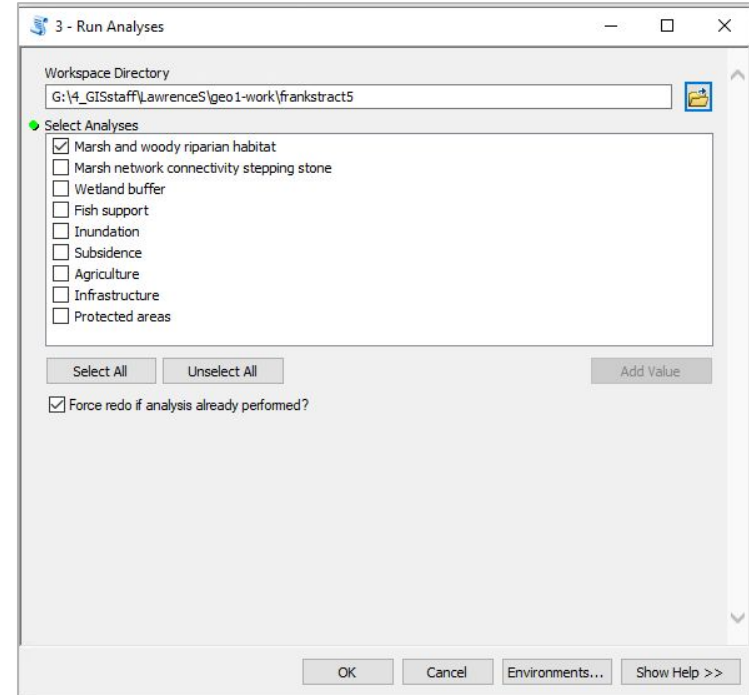 3 - Run Analyses
Workspace Directory
G:\4_GISstaff\LawrenceS\geo1-work\frankstract5
Select Analyses
Marsh and woody riparian habitat
Marsh network connectivity stepping stone
Wetland buffer
Fish support
Inundation
Subsidence
Agriculture
Infrastructure
Protected areas
Select All Unselect All Add Value
Force redo if analysis already performed?
OK Cancel Environments... Show Help >>